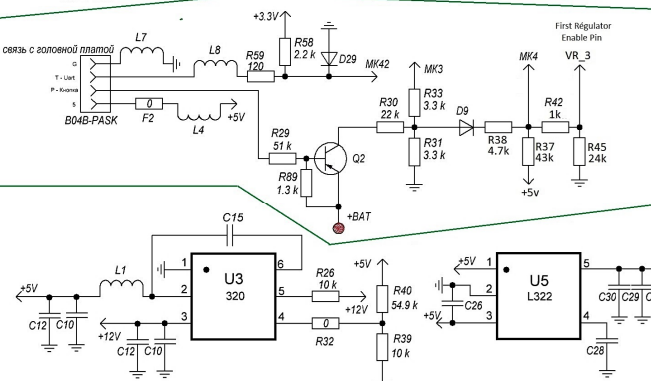 First Régulator
Enable Pin
VR_3
связь с головной платой
G
T - Uart
P - Кнопка
5
B04B-PASK
L7
L8
R59
120
+3.3V
R58
2.2 k
D29
MK42
0
F2
L4
+5V
R29
51 k
R89
1.3 k
Q2
+BAT
R30
22 k
MK3
R33
3.3 k
R31
3.3 k
D9
R38
4.7k
MK4
R37
43k
+5v
R42
1k
R45
24k
C15
+5V
L1
C12
C10
+12V
C12
C10
1
2
3
6
5
4
U3
320
R26
10 k
+12V
0
R32
+5V
R40
54.9 k
R39
10 k
+5V
C26
+5V
1
2
3
5
4
U5
L322
C30
C29
C
C28